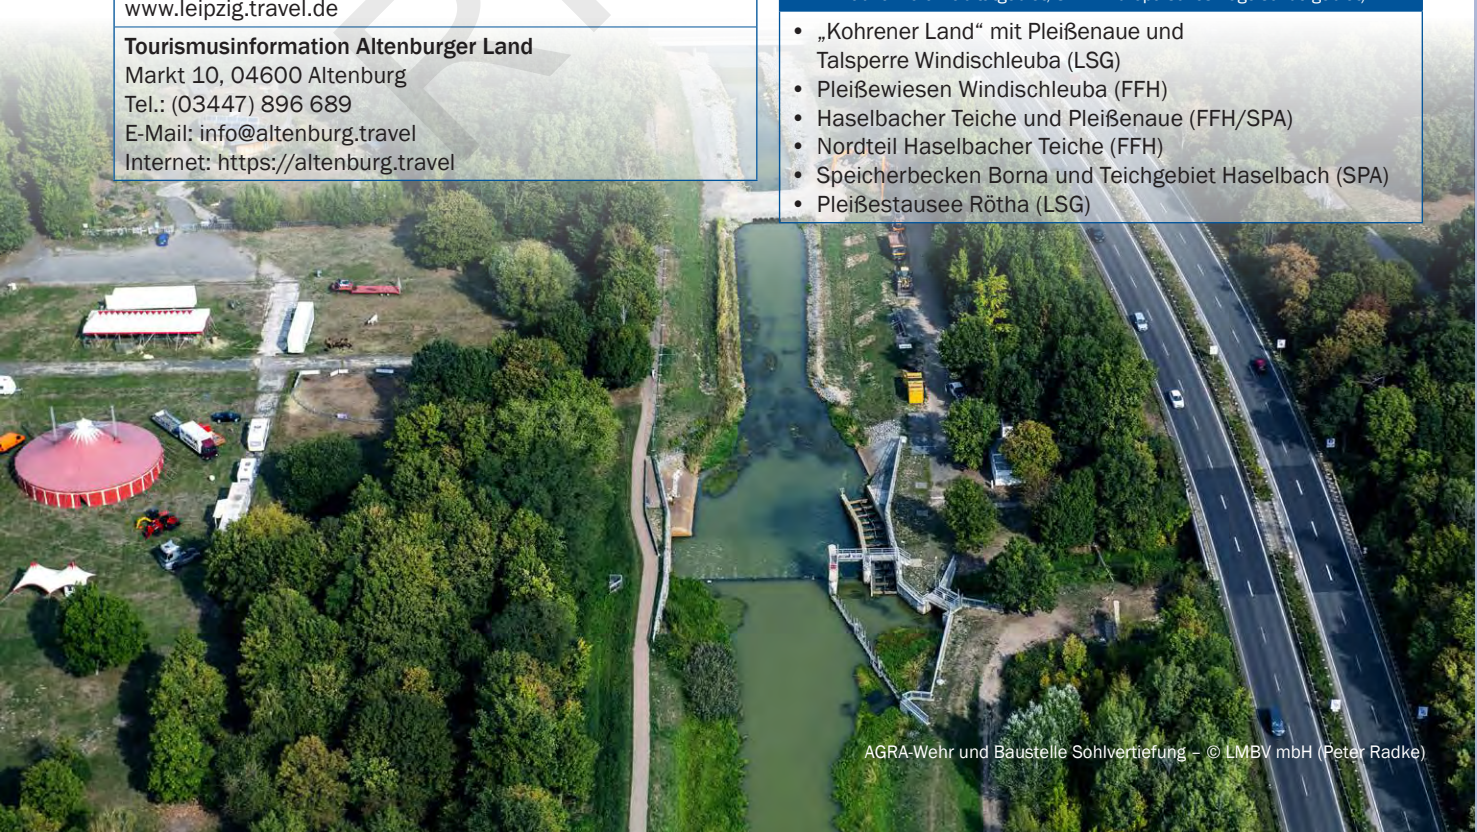 www.leipzig.travel.de
Tourismusinformation Altenburger Land
Markt 10, 04600 Altenburg
Tel.: (03447) 896 689
E-Mail: info@altenburg.travel
Internet: https://altenburg.travel
• „Kohrener Land“ mit Pleißenaue und
Talsperre Windischleuba (LSG)
• Pleißewiesen Windischleuba (FFH)
• Haselbacher Teiche und Pleißenaue (FFH/SPA)
• Nordteil Haselbacher Teiche (FFH)
• Speicherbecken Borna und Teichgebiet Haselbach (SPA)
• Pleißestausee Rötha (LSG)
AGRA-Wehr und Baustelle Sohlvertiefung – © LMBV mbH (Peter Radke)